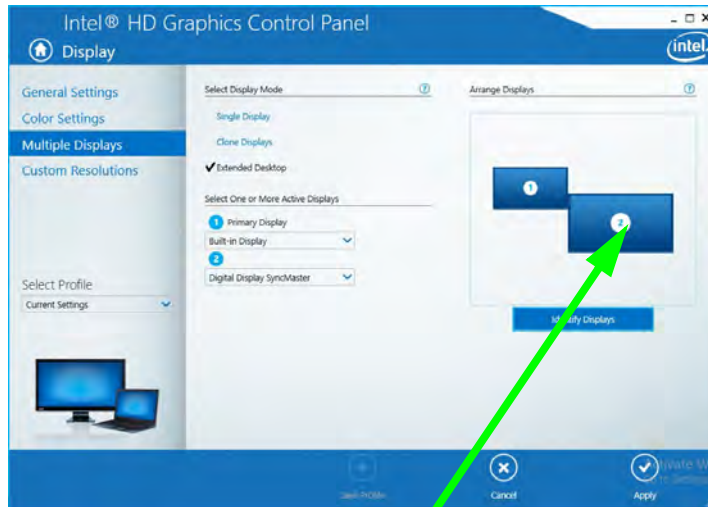 Intel® HD Graphics Control Panel
Display
intel
General Settings
Color Settings
Multiple Displays
Custom Resolutions
Select Profile
Current Settings
Select Display Mode
Single Display
Clone Displays
Extended Desktop
Select One or More Active Displays
1 Primary Display
Built-in Display
2
Digital Display SyncMaster
Arrange Displays
1
2
Identify Displays
Save Profile
Cancel
Apply